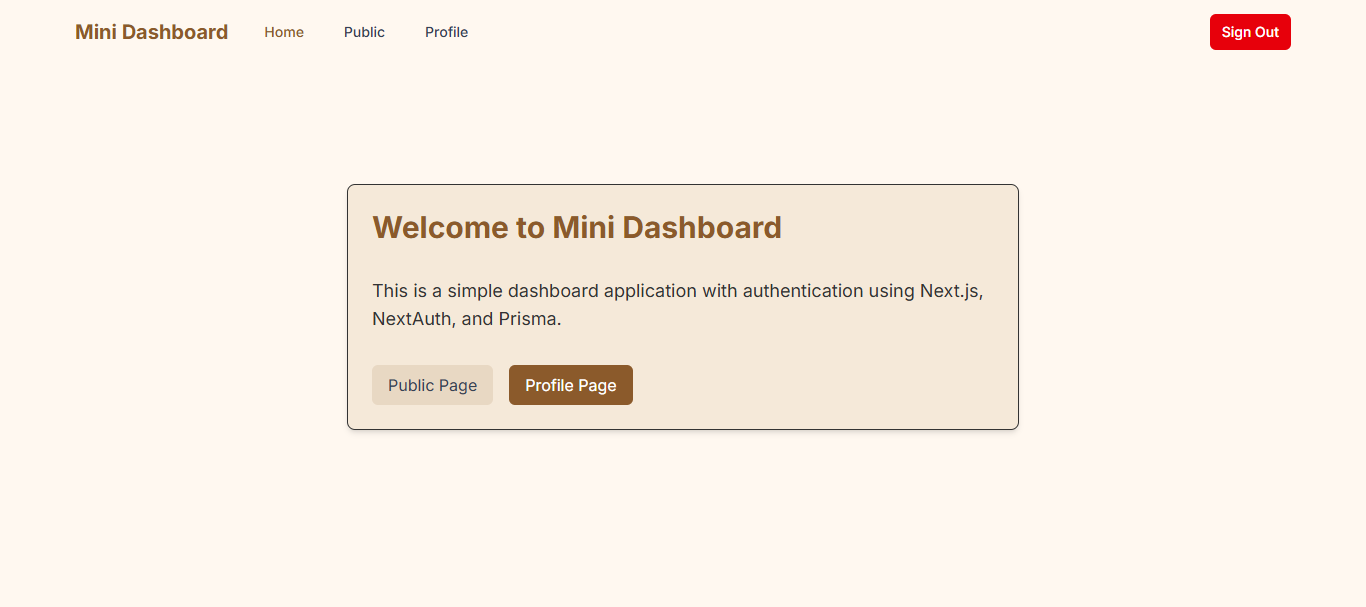 Mini Dashboard
Home
Public
Profile
Sign Out
Welcome to Mini Dashboard
This is a simple dashboard application with authentication using Next.js,
NextAuth, and Prisma.
Public Page
Profile Page